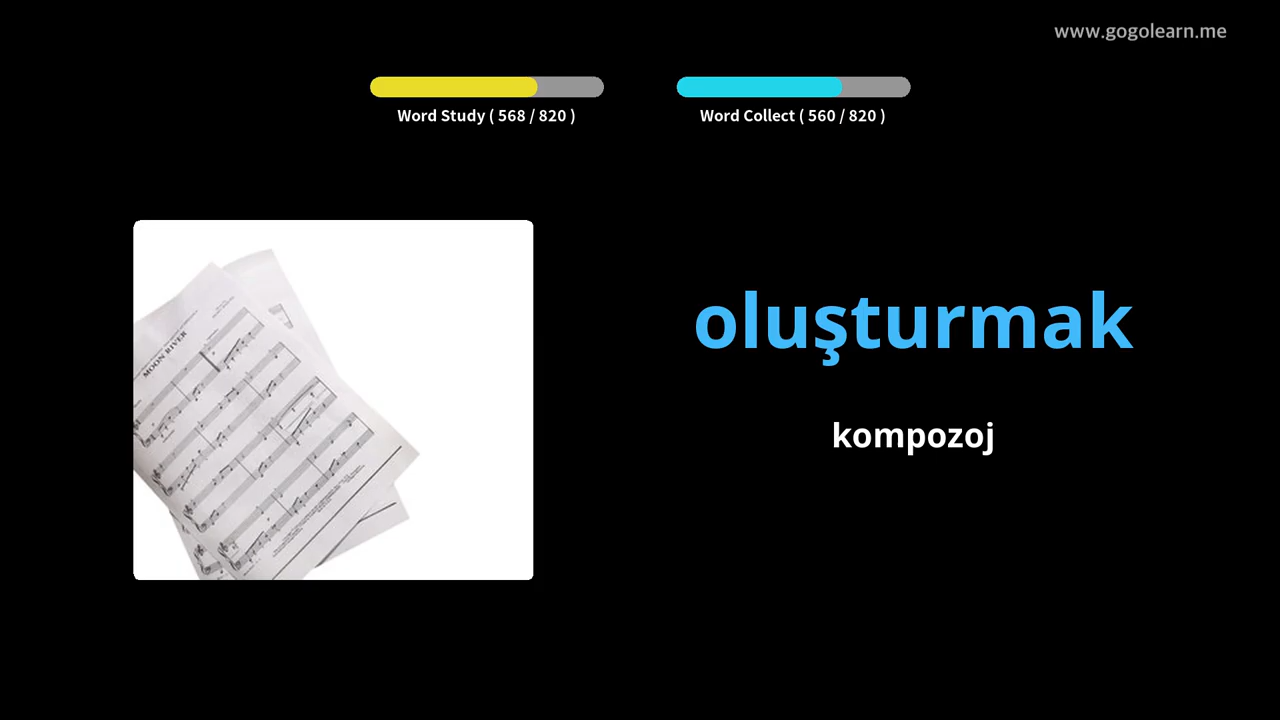 www.gogolearn.me
Word Study ( 568 / 820 )
Word Collect ( 560 / 820 )
MOON RIVER
oluşturmak
kompozoj